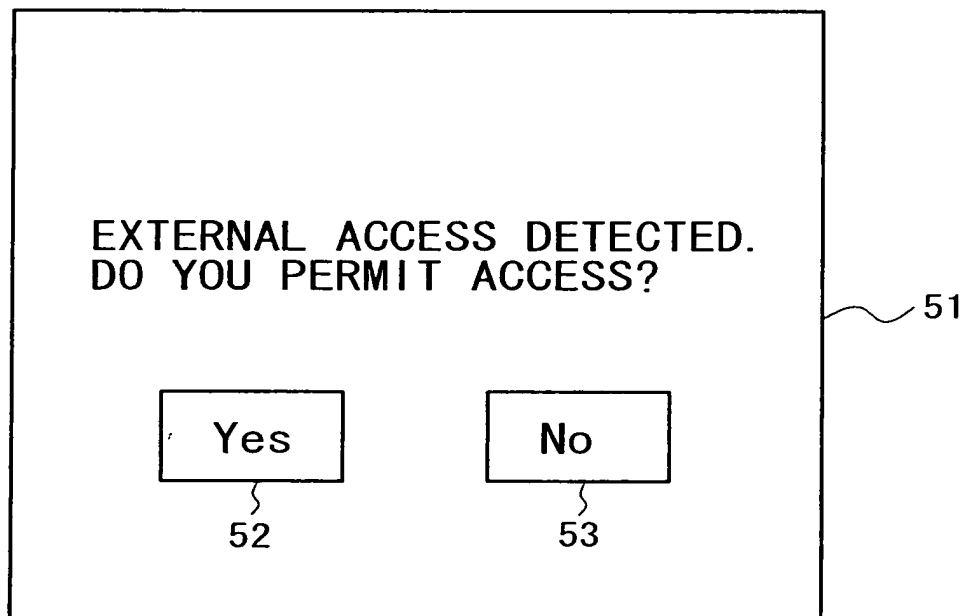 EXTERNAL ACCESS DETECTED.
DO YOU PERMIT ACCESS?
51
Yes
No
52
53